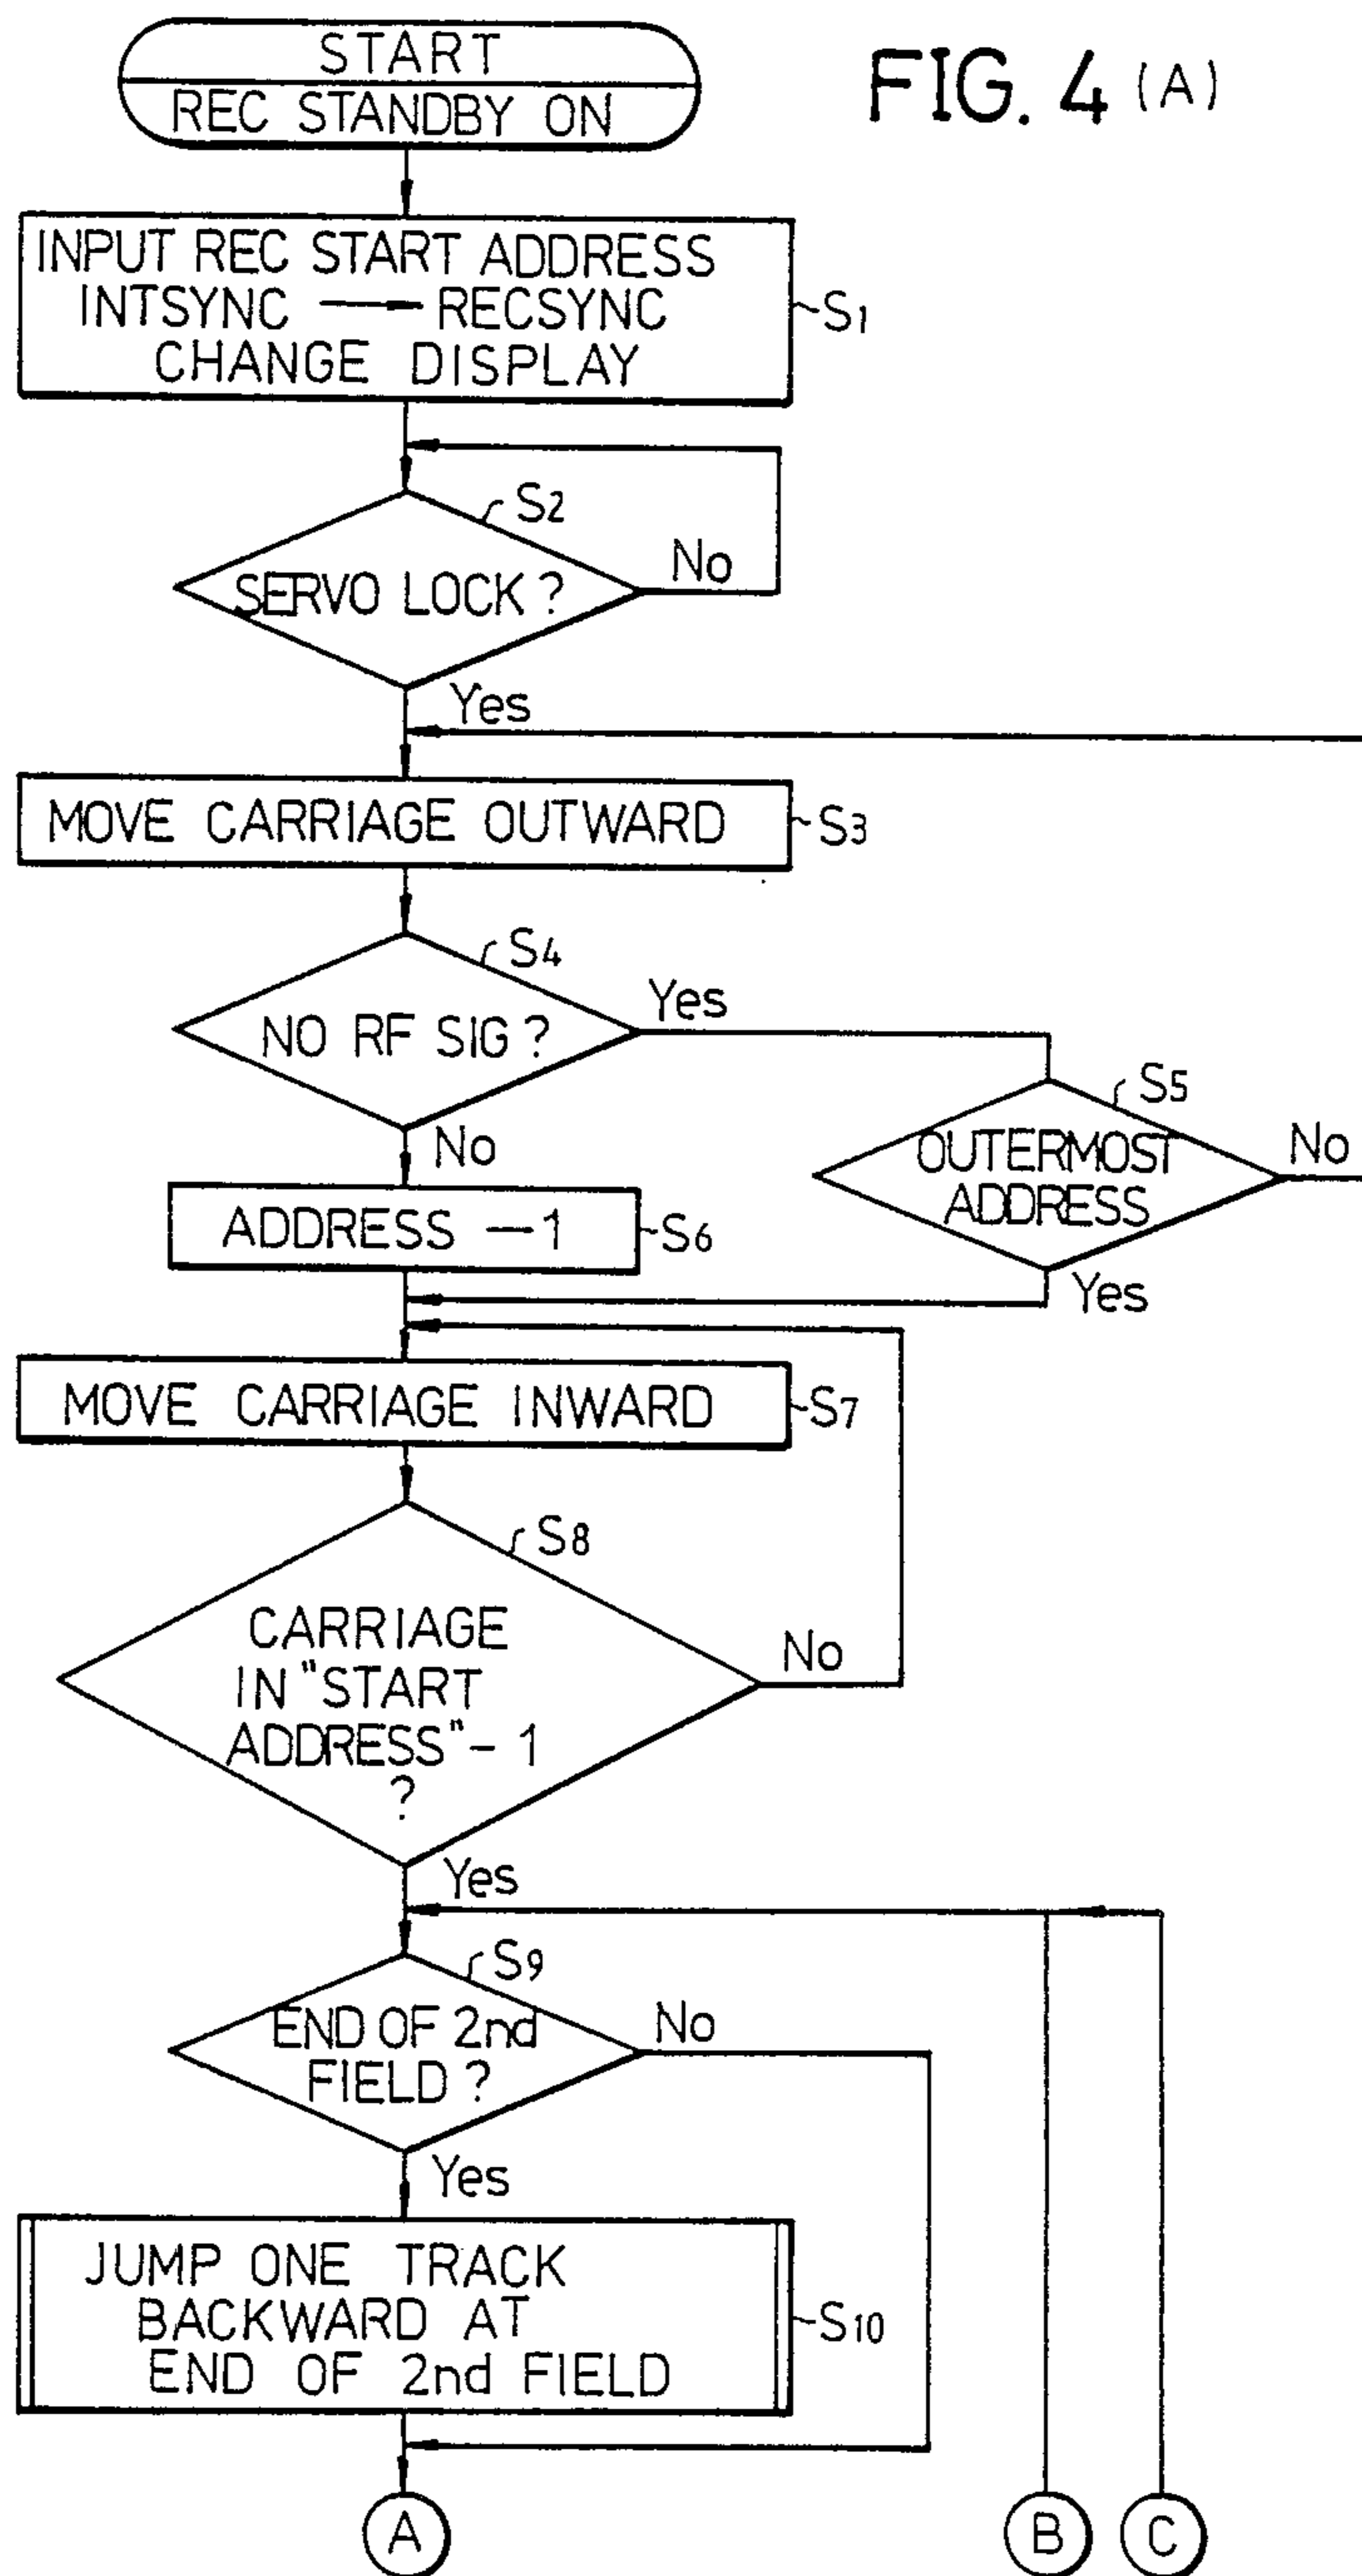 FIG. 4 (A)
START
REC STANDBY ON
INPUT REC START ADDRESS
INTSYNC → RECSYNC
CHANGE DISPLAY
S1
S2
SERVO LOCK?
No
Yes
MOVE CARRIAGE OUTWARD
S3
S4
NO RF SIG?
Yes
S5
OUTERMOST
ADDRESS
No
No
ADDRESS —1
S6
Yes
MOVE CARRIAGE INWARD
S7
S8
CARRIAGE
IN "START
ADDRESS" - 1
?
No
Yes
S9
END OF 2nd
FIELD?
No
Yes
JUMP ONE TRACK
BACKWARD AT
END OF 2nd FIELD
S10
A
B
C